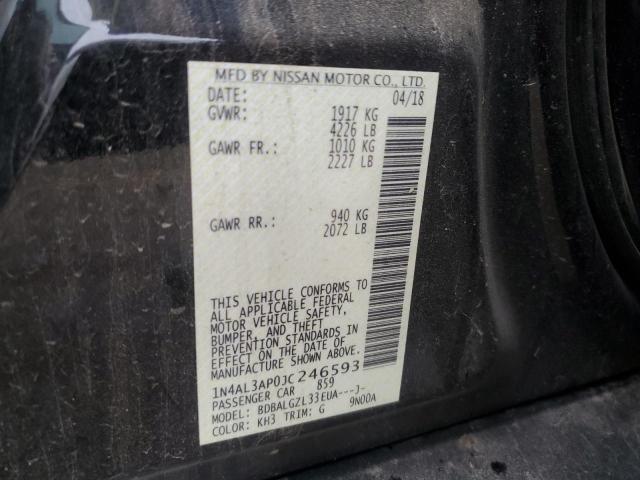 MFD BY NISSAN MOTOR CO., LTD.
DATE: 04/18
GVWR: 1917 KG
4226 LB
GAWR FR.: 1010 KG
2227 LB
GAWR RR.: 940 KG
2072 LB
THIS VEHICLE CONFORMS TO
ALL APPLICABLE FEDERAL
MOTOR VEHICLE SAFETY,
BUMPER, AND THEFT
PREVENTION STANDARDS IN
EFFECT ON THE DATE OF
MANUFACTURE SHOWN ABOVE.
1N4AL3AP0JC246593
PASSENGER CAR 859
MODEL: BDBALGZL33EUA---J-
COLOR: KH3 TRIM: G 9N00A